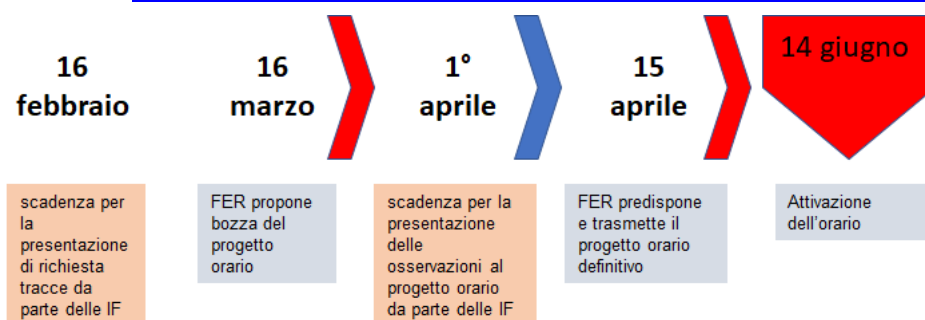 16
febbraio
16
marzo
1°
aprile
15
aprile
14 giugno
scadenza per
la
presentazione
di richiesta
tracce da
parte delle IF
FER propone
bozza del
progetto
orario
scadenza per la
presentazione
delle
osservazioni al
progetto orario
da parte delle IF
FER predispone
e trasmette il
progetto orario
definitivo
Attivazione
dell'orario